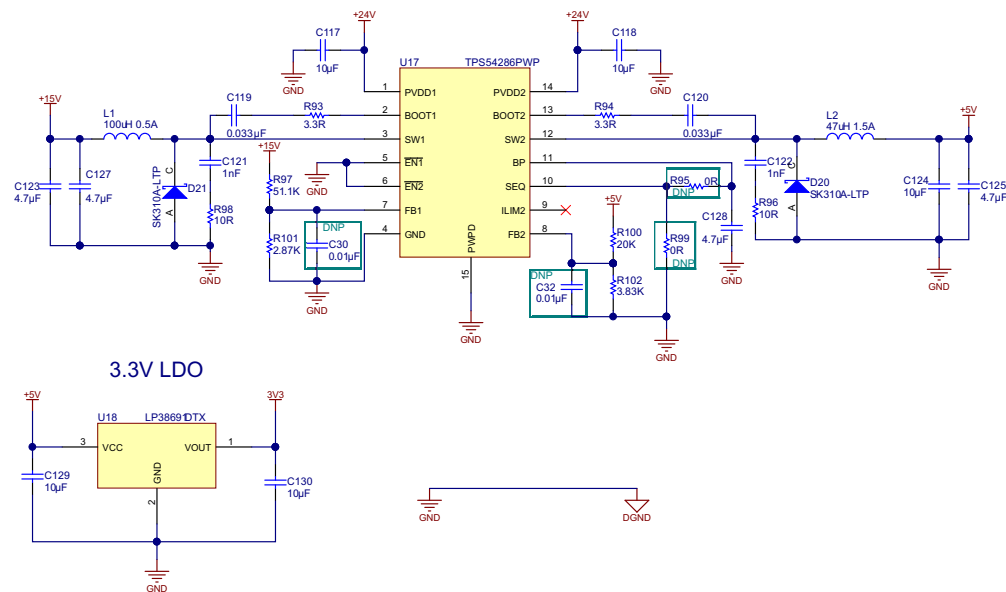 +24V
+24V
C117
10µF
GND
C118
10µF
GND
U17
TPS54286PWP
1
PVDD1
PVDD2
14
2
BOOT1
BOOT2
13
3
SW1
SW2
12
5
EN1
BP
11
6
EN2
SEQ
10
7
FB1
ILIM2
9
4
GND
FB2
8
PWPD
15
GND
+15V
L1
100uH 0.5A
C119
0.033µF
R93
3.3R
R94
3.3R
C120
0.033µF
L2
47uH 1.5A
+5V
C123
4.7µF
C127
4.7µF
C
D21
A
SK310A-LTP
C121
1nF
R98
10R
GND
+15V
R97
51.1K
R101
2.87K
GND
DNP
C30
0.01µF
GND
DNP
C32
0.01µF
+5V
R100
20K
R102
3.83K
R95
0R
DNP
R99
0R
DNP
GND
C128
4.7µF
GND
C122
1nF
R96
10R
C
D20
SK310A-LTP
A
C124
10µF
C125
4.7µF
GND
3.3V LDO
+5V
3V3
U18
LP38691DTX
3
VCC
VOUT
1
GND
2
C129
10µF
C130
10µF
GND
GND
DGND